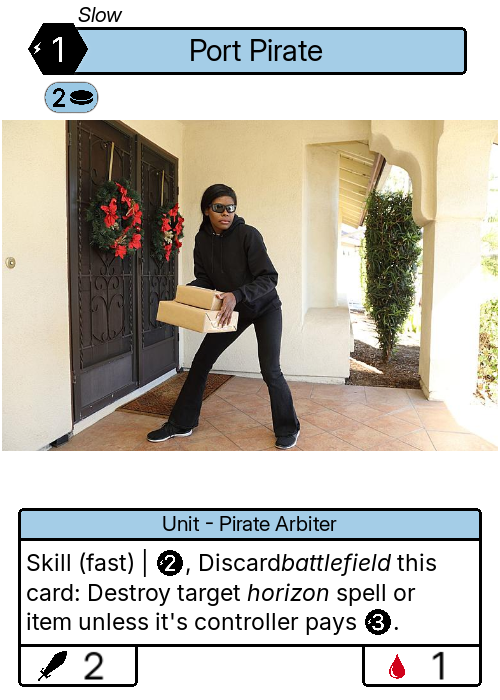 Slow
1 Port Pirate
2
Unit - Pirate Arbiter
Skill (fast) | 2, Discardbattlefield this
card: Destroy target horizon spell or
item unless it's controller pays 3.
2 1